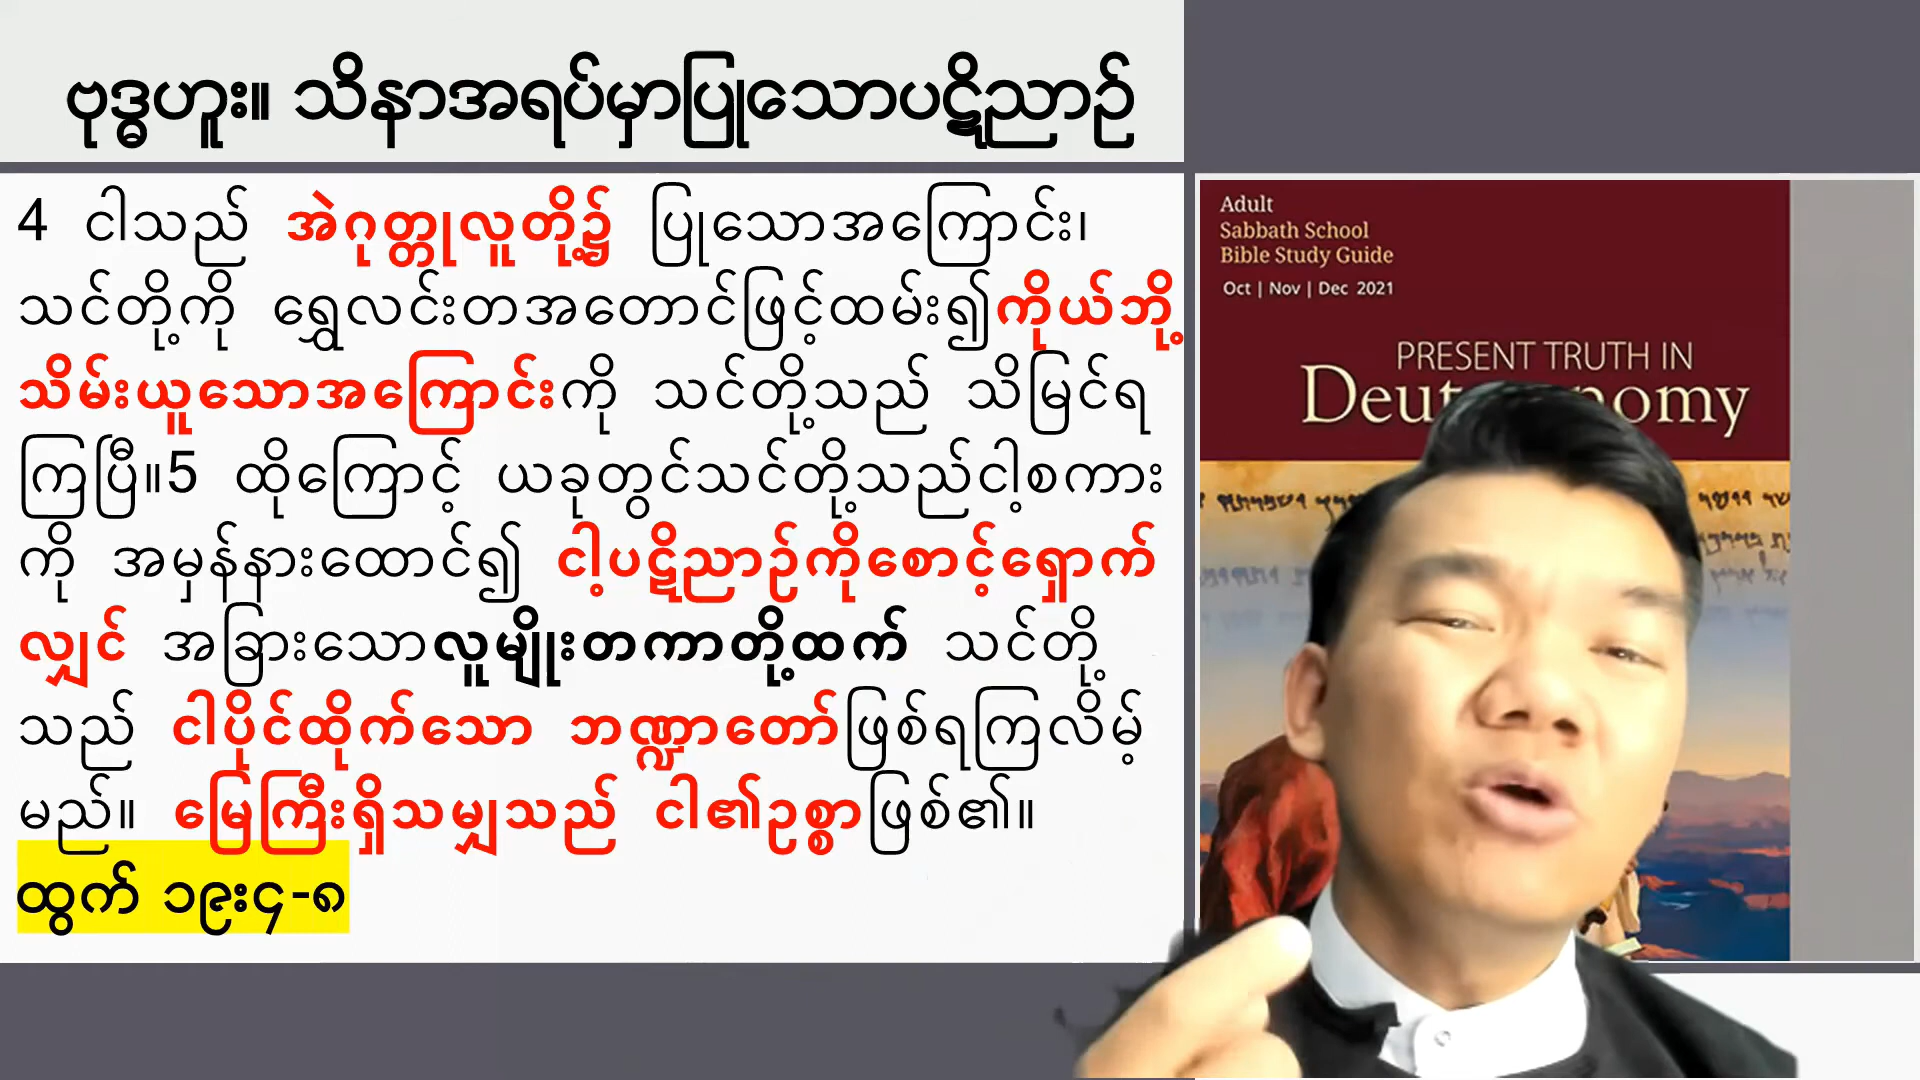 ဗုဒ္ဓဟူး။ သိနာအရပ်မှာပြုသောပဋိညာဉ်
4 ငါသည် အဲဂုတ္တုလူတို့၌ ပြုသောအကြောင်း၊
သင်တို့ကို ရွှေလင်းတအတောင်ဖြင့်ထမ်း၍ကိုယ်ဘို့
သိမ်းယူသောအကြောင်းကို သင်တို့သည် သိမြင်ရ
ကြပြီ။5 ထိုကြောင့် ယခုတွင်သင်တို့သည်ငါ့စကား
ကို အမှန်နားထောင်၍ ငါ့ပဋိညာဉ်ကိုစောင့်ရှောက်
လျှင် အခြားသောလူမျိုးတကာတို့ထက် သင်တို့
သည် ငါပိုင်ထိုက်သော ဘဏ္ဍာတော်ဖြစ်ရကြလိမ့်
မည်။ မြေကြီးရှိသမျှသည် ငါ၏ဥစ္စာဖြစ်၏။
ထွက် ၁၉း၄-၈
Adult
Sabbath School
Bible Study Guide
Oct | Nov | Dec 2021
PRESENT TRUTH IN